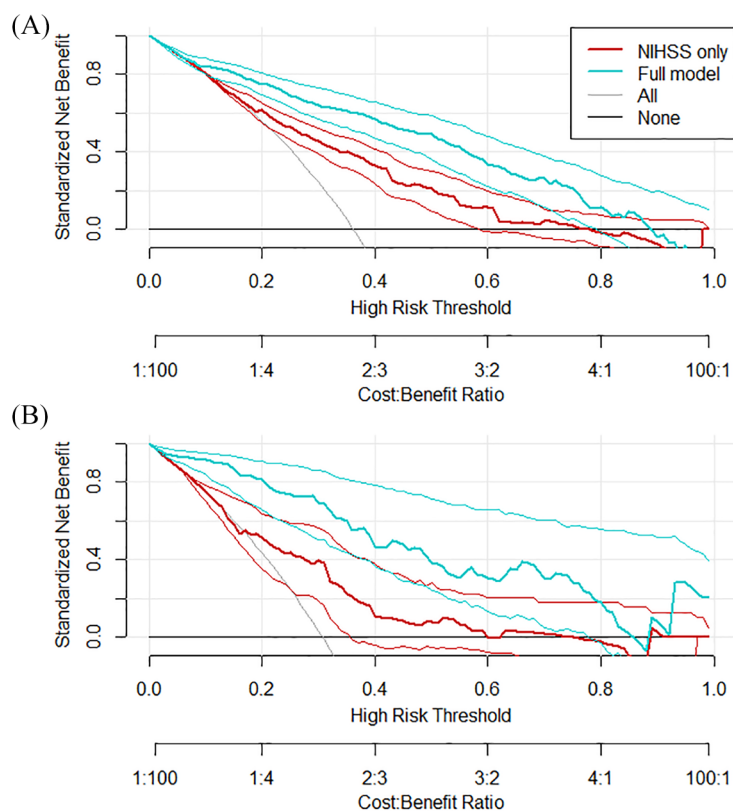 (A)
NIHSS only
Full model
All
None
Standardized Net Benefit
0.8
0.4
0.0
0.0 0.2 0.4 0.6 0.8 1.0
High Risk Threshold
1:100 1:4 2:3 3:2 4:1 100:1
Cost:Benefit Ratio
(B)
Standardized Net Benefit
0.8
0.4
0.0
0.0 0.2 0.4 0.6 0.8 1.0
High Risk Threshold
1:100 1:4 2:3 3:2 4:1 100:1
Cost:Benefit Ratio